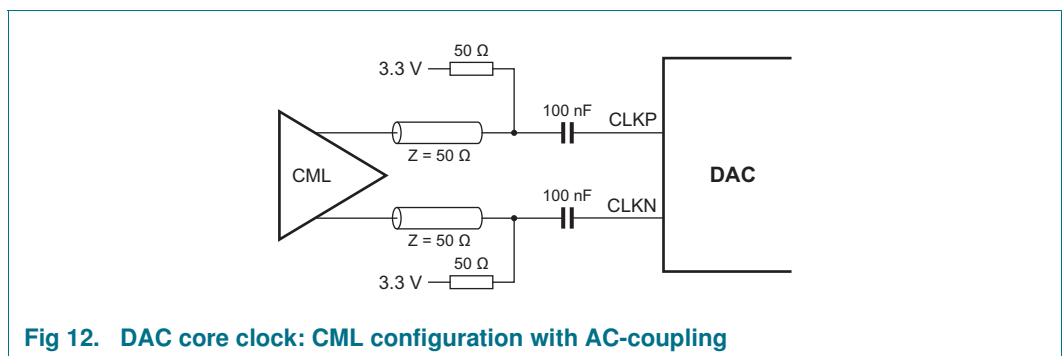 50 Ω
3.3 V
100 nF
CLKP
Z = 50 Ω
CML
DAC
100 nF
CLKN
Z = 50 Ω
50 Ω
3.3 V
Fig 12. DAC core clock: CML configuration with AC-coupling